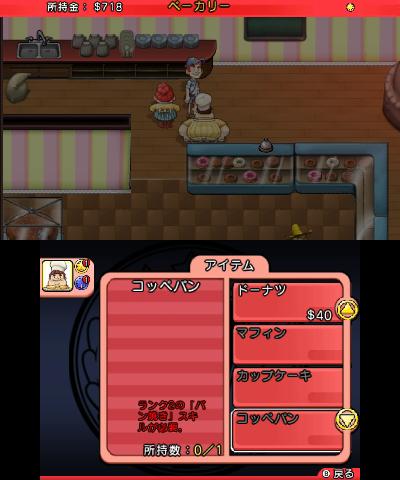 所持金： $718
ベーカリー
アイテム
コッペパン
ランク2の「パ
ン焼き」スキ
ルが必要。
所持数：0／1
ドーナツ
$40
マフィン
カップケーキ
コッペパン
B 戻る